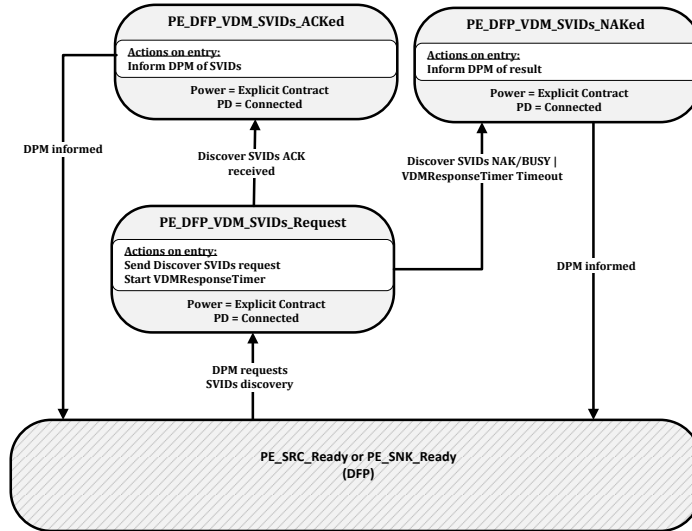 PE_DFP_VDM_SVIDs_ACKed
Actions on entry:
Inform DPM of SVIDs
Power = Explicit Contract
PD = Connected
PE_DFP_VDM_SVIDs_NAKed
Actions on entry:
Inform DPM of result
Power = Explicit Contract
PD = Connected
DPM informed
Discover SVIDs ACK
received
Discover SVIDs NAK/BUSY |
VDMResponseTimer Timeout
PE_DFP_VDM_SVIDs_Request
Actions on entry:
Send Discover SVIDs request
Start VDMResponseTimer
Power = Explicit Contract
PD = Connected
DPM informed
DPM requests
SVIDs discovery
PE_SRC_Ready or PE_SNK_Ready
(DFP)